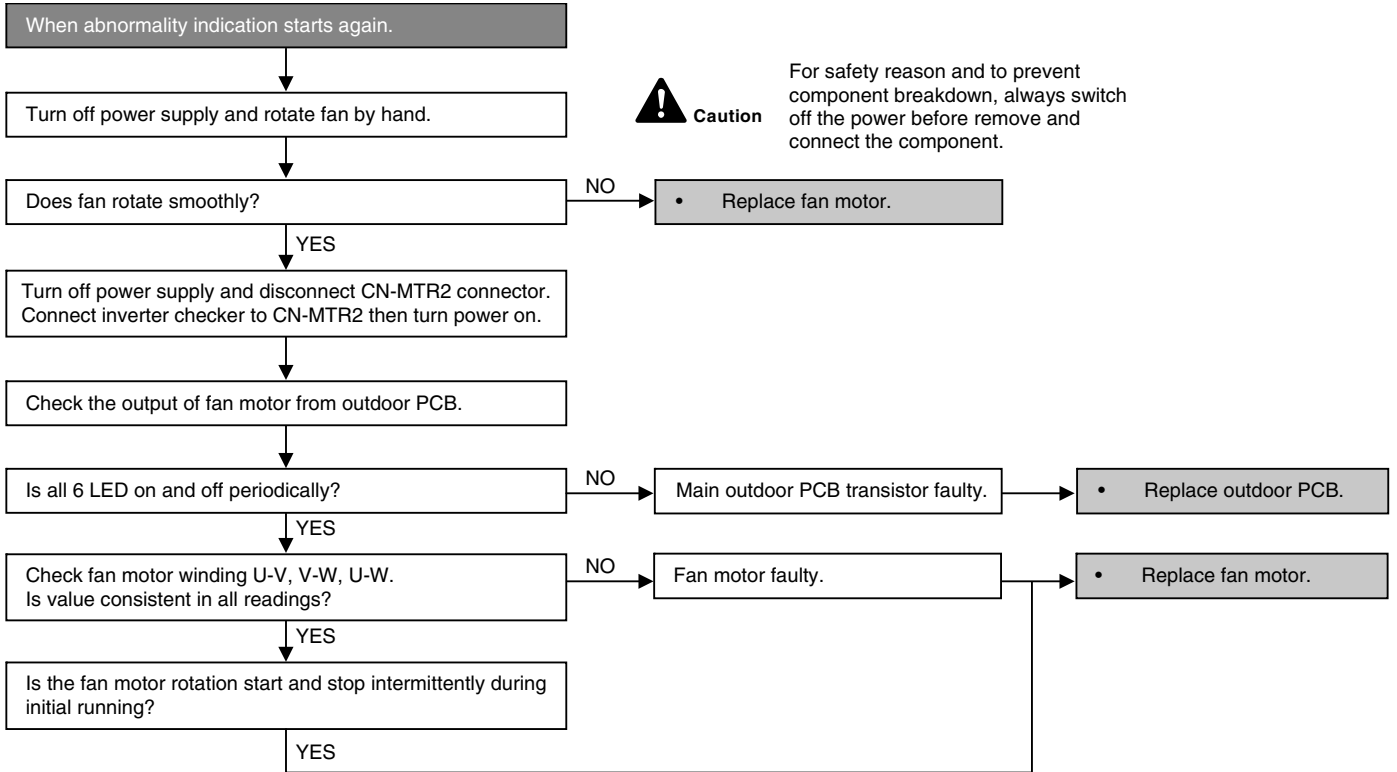 When abnormality indication starts again.
Turn off power supply and rotate fan by hand.
Caution
For safety reason and to prevent
component breakdown, always switch
off the power before remove and
connect the component.
Does fan rotate smoothly?
NO
• Replace fan motor.
YES
Turn off power supply and disconnect CN-MTR2 connector.
Connect inverter checker to CN-MTR2 then turn power on.
Check the output of fan motor from outdoor PCB.
Is all 6 LED on and off periodically?
NO
Main outdoor PCB transistor faulty.
• Replace outdoor PCB.
YES
Check fan motor winding U-V, V-W, U-W.
Is value consistent in all readings?
NO
Fan motor faulty.
• Replace fan motor.
YES
Is the fan motor rotation start and stop intermittently during
initial running?
YES